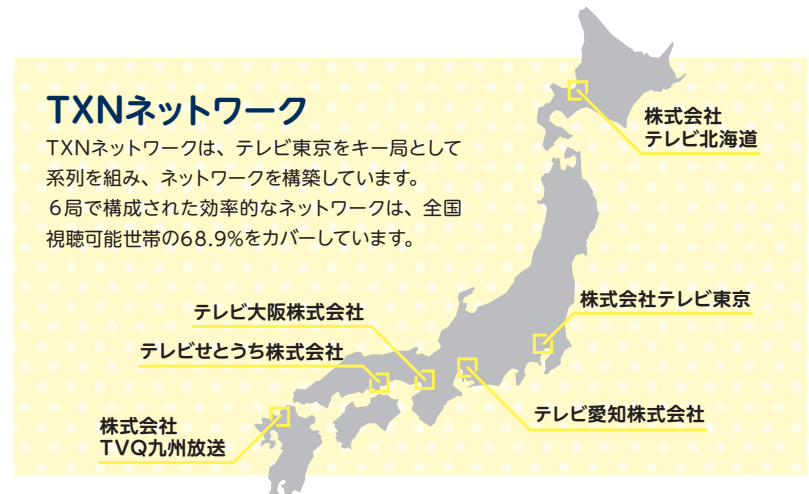 TXNネットワーク
TXNネットワークは、テレビ東京をキー局として
系列を組み、ネットワークを構築しています。
６局で構成された効率的なネットワークは、全国
視聴可能世帯の68.9%をカバーしています。
株式会社
テレビ北海道
株式会社テレビ東京
テレビ大阪株式会社
テレビせとうち株式会社
テレビ愛知株式会社
株式会社
TVQ九州放送